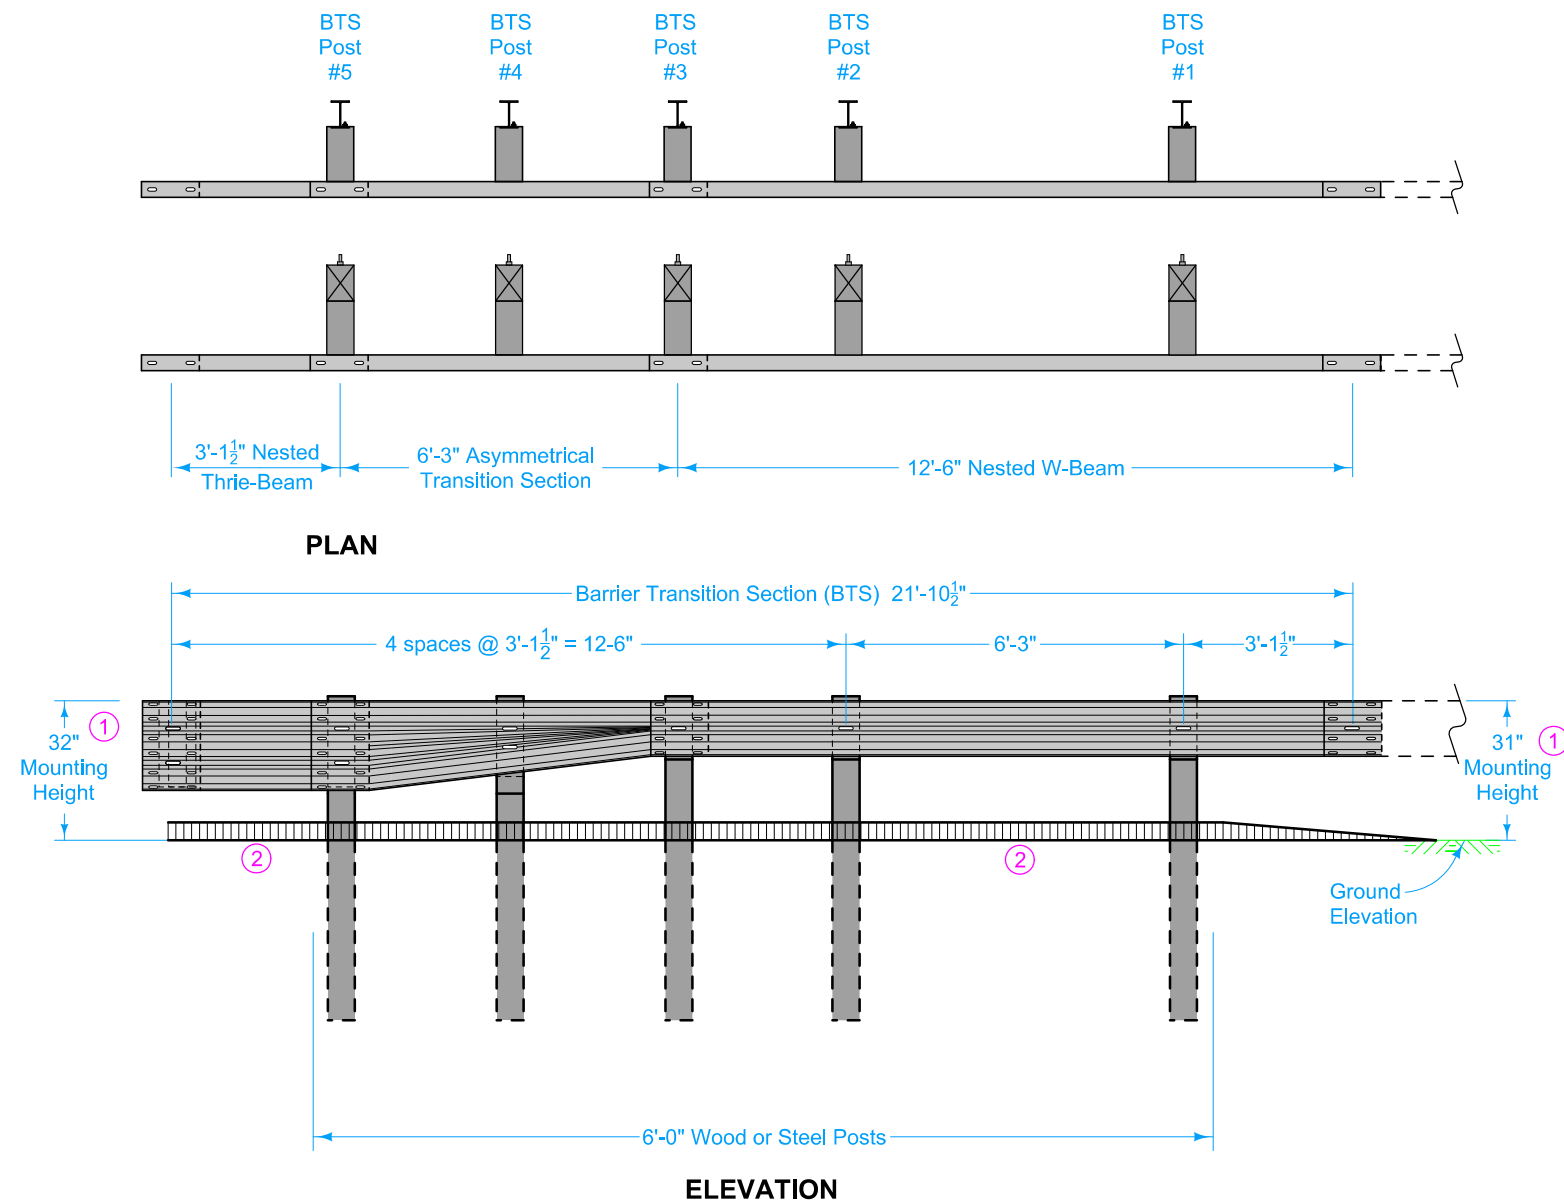 BTS
Post
#5
BTS
Post
#4
BTS
Post
#3
BTS
Post
#2
BTS
Post
#1
3'-1½" Nested
Thrie-Beam
6'-3" Asymmetrical
Transition Section
12'-6" Nested W-Beam
PLAN
Barrier Transition Section (BTS) 21'-10½"
4 spaces @ 3'-1½" = 12-6"
6'-3"
3'-1½"
1
32"
Mounting
Height
31"
Mounting
Height
1
2
2
Ground
Elevation
6'-0" Wood or Steel Posts
ELEVATION